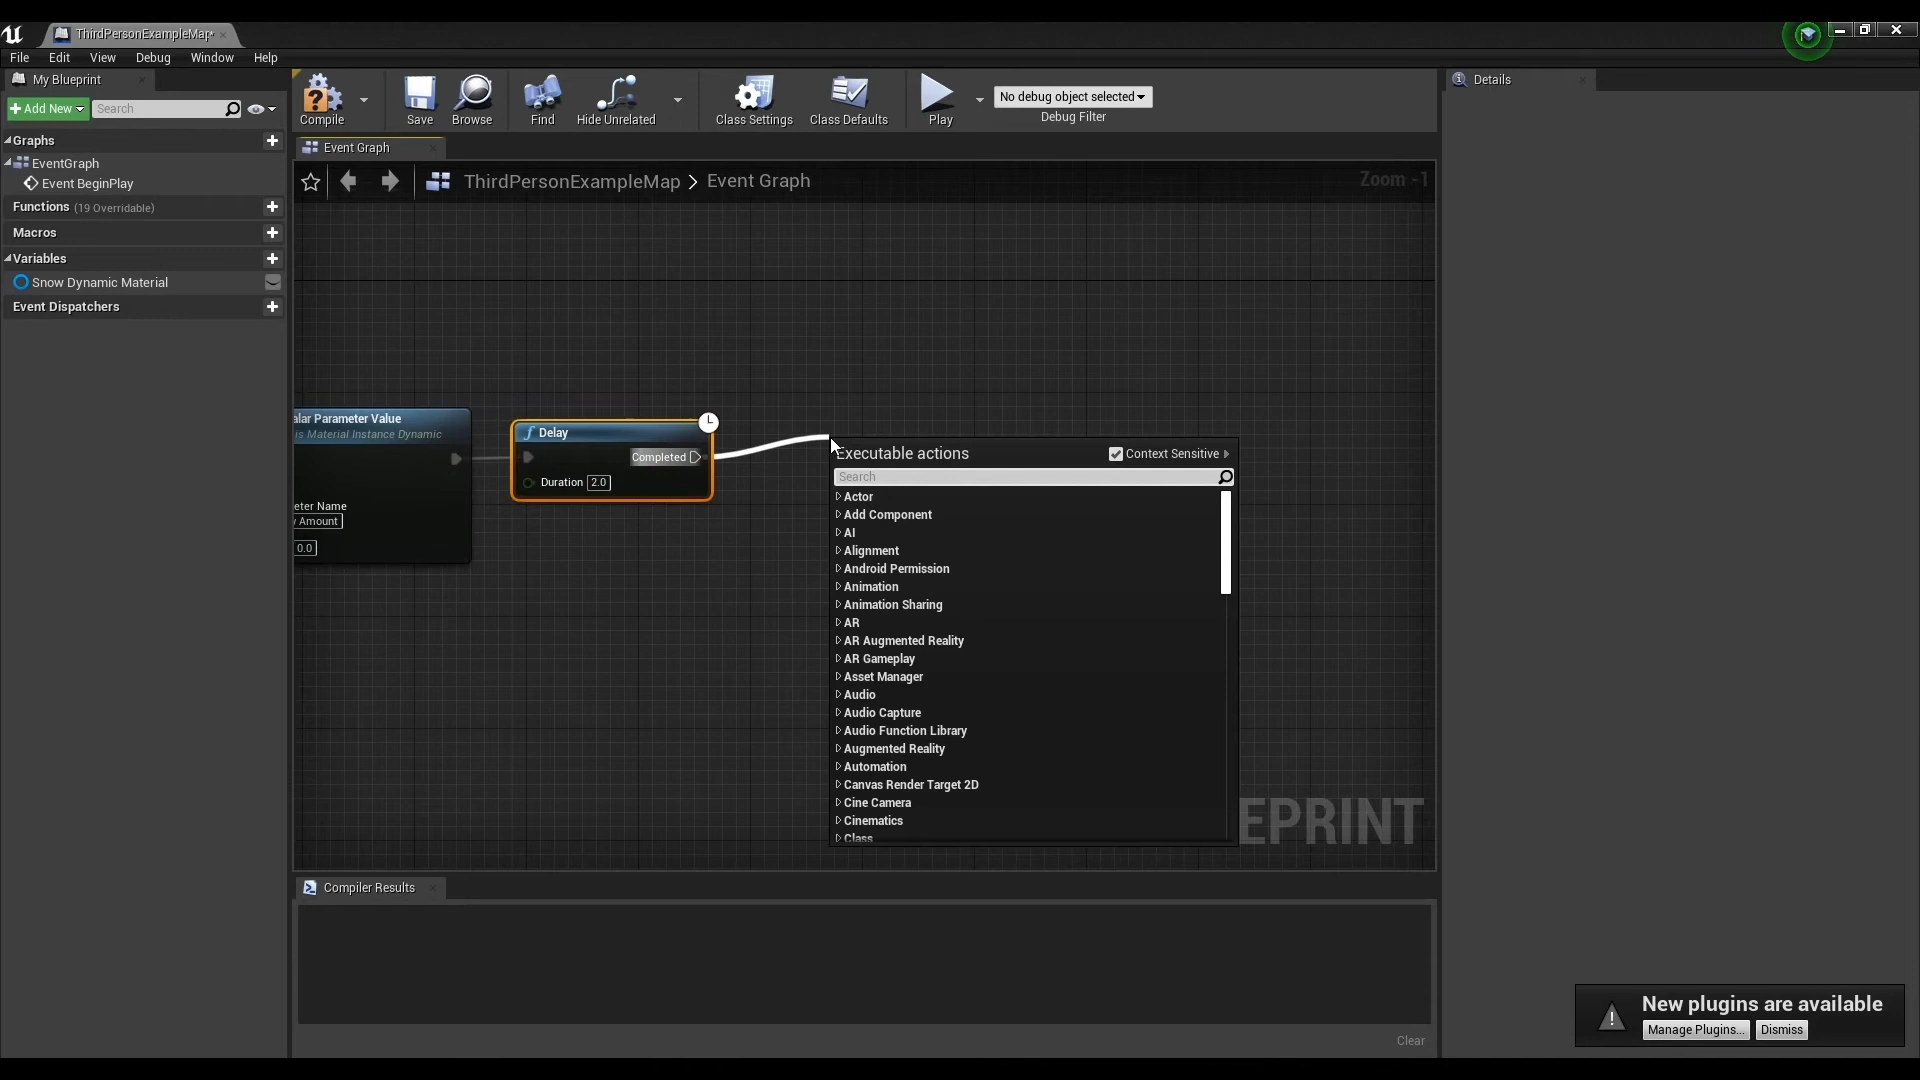 ThirdPersonExampleMap*
File Edit View Debug Window Help
My Blueprint
Add New
Search
Graphs
EventGraph
Event BeginPlay
Functions (19 Overridable)
Macros
Variables
Snow Dynamic Material
Event Dispatchers
Compile
Save
Browse
Find
Hide Unrelated
Class Settings
Class Defaults
Play
No debug object selected
Debug Filter
Event Graph
ThirdPersonExampleMap > Event Graph
Zoom -1
alar Parameter Value
is Material Instance Dynamic
eter Name
Amount
0.0
f Delay
Completed
Duration 2.0
Executable actions
Context Sensitive
Search
Actor
Add Component
AI
Alignment
Android Permission
Animation
Animation Sharing
AR
AR Augmented Reality
AR Gameplay
Asset Manager
Audio
Audio Capture
Audio Function Library
Augmented Reality
Automation
Canvas Render Target 2D
Cine Camera
Cinematics
Class
EPRINT
Compiler Results
Clear
Details
New plugins are available
Manage Plugins...
Dismiss